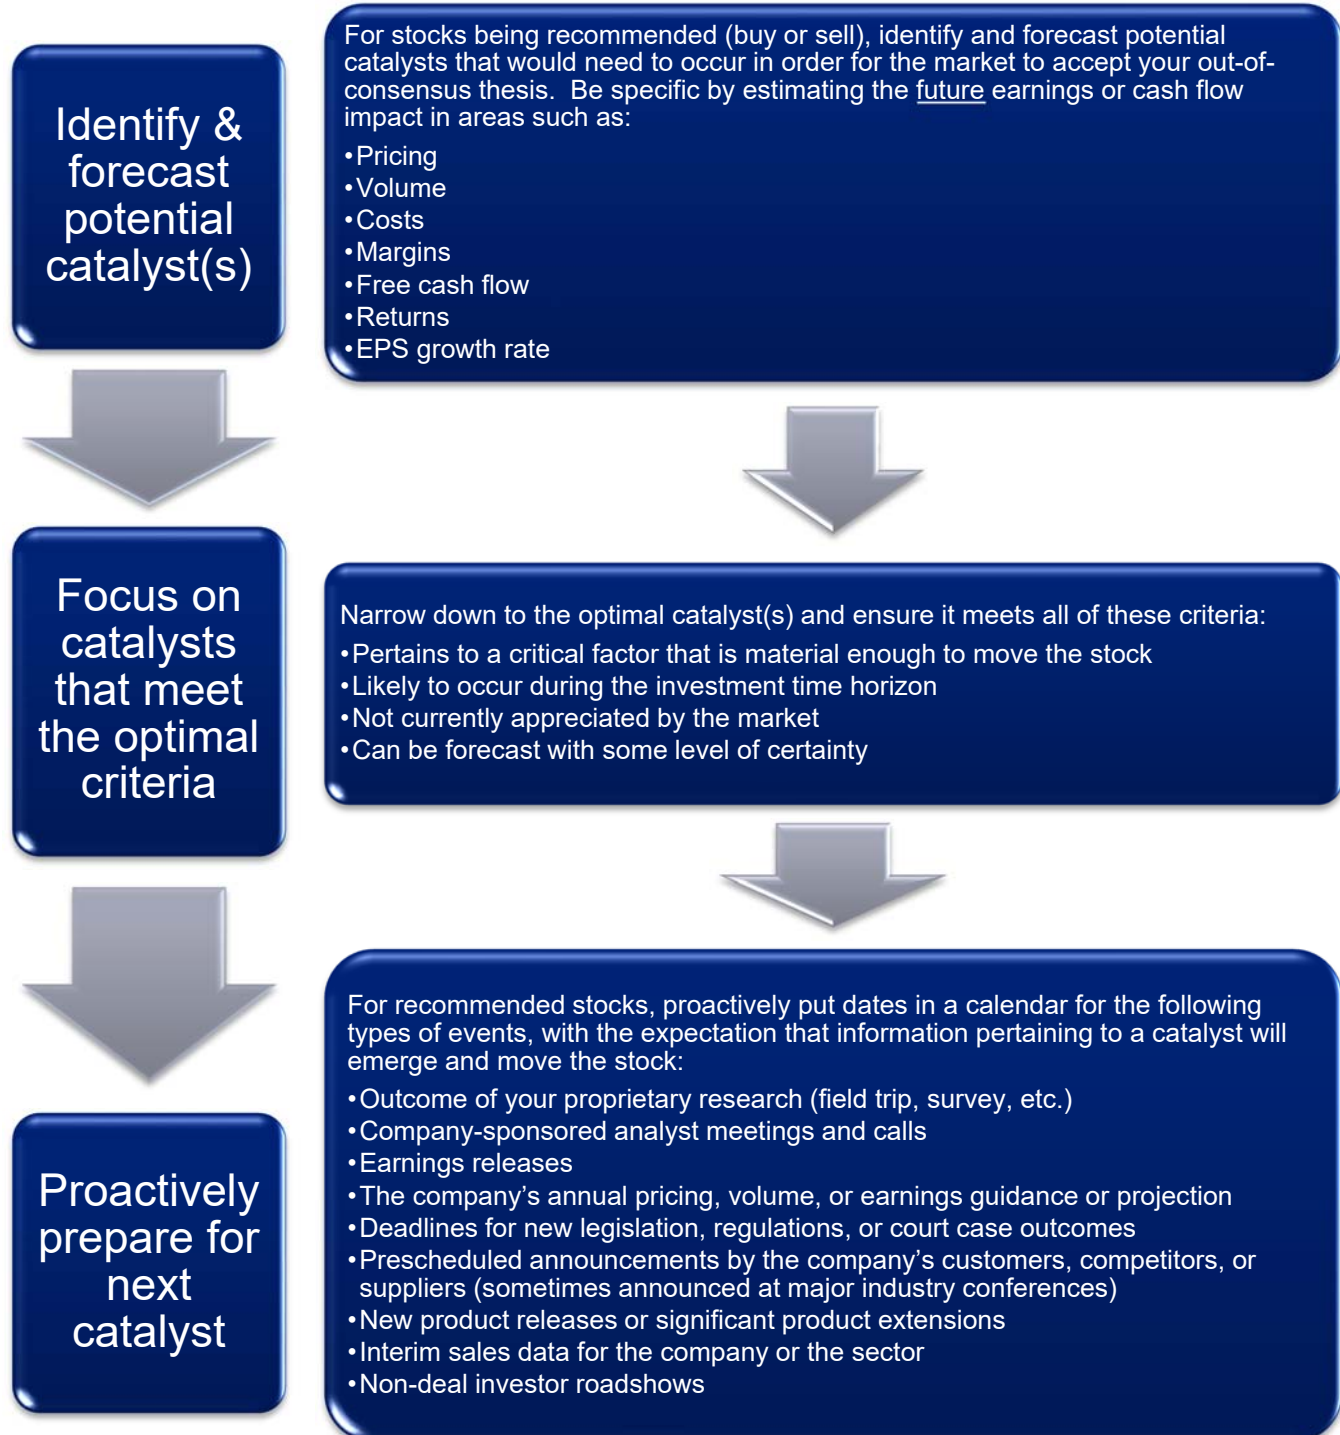 Identify &
forecast
potential
catalyst(s)
For stocks being recommended (buy or sell), identify and forecast potential
catalysts that would need to occur in order for the market to accept your out-of-
consensus thesis.  Be specific by estimating the future earnings or cash flow
impact in areas such as:
•Pricing
•Volume
•Costs
•Margins
•Free cash flow
•Returns
•EPS growth rate
Focus on
catalysts
that meet
the optimal
criteria
Narrow down to the optimal catalyst(s) and ensure it meets all of these criteria:
•Pertains to a critical factor that is material enough to move the stock
•Likely to occur during the investment time horizon
•Not currently appreciated by the market
•Can be forecast with some level of certainty
Proactively
prepare for
next
catalyst
For recommended stocks, proactively put dates in a calendar for the following
types of events, with the expectation that information pertaining to a catalyst will
emerge and move the stock:
•Outcome of your proprietary research (field trip, survey, etc.)
•Company-sponsored analyst meetings and calls
•Earnings releases
•The company’s annual pricing, volume, or earnings guidance or projection
•Deadlines for new legislation, regulations, or court case outcomes
•Prescheduled announcements by the company’s customers, competitors, or
suppliers (sometimes announced at major industry conferences)
•New product releases or significant product extensions
•Interim sales data for the company or the sector
•Non-deal investor roadshows